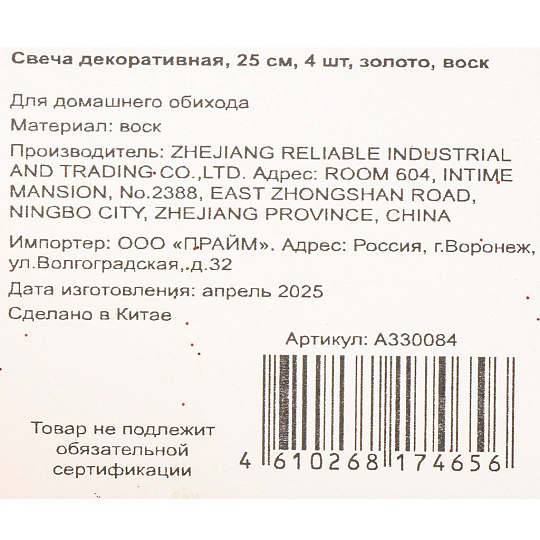 Свеча декоративная, 25 см, 4 шт, золото, воск
Для домашнего обихода
Материал: воск
Производитель: ZHEJIANG RELIABLE INDUSTRIAL
AND TRADING CO.,LTD. Адрес: ROOM 604, INTIME
MANSION, No.2388, EAST ZHONGSHAN ROAD,
NINGBO CITY, ZHEJIANG PROVINCE, CHINA
Импортер: ООО «ПРАЙМ». Адрес: Россия, г.Воронеж,
ул.Волгоградская, д.32
Дата изготовления: апрель 2025
Сделано в Китае
Артикул: A330084
Товар не подлежит
обязательной
сертификации
4 610268 174656